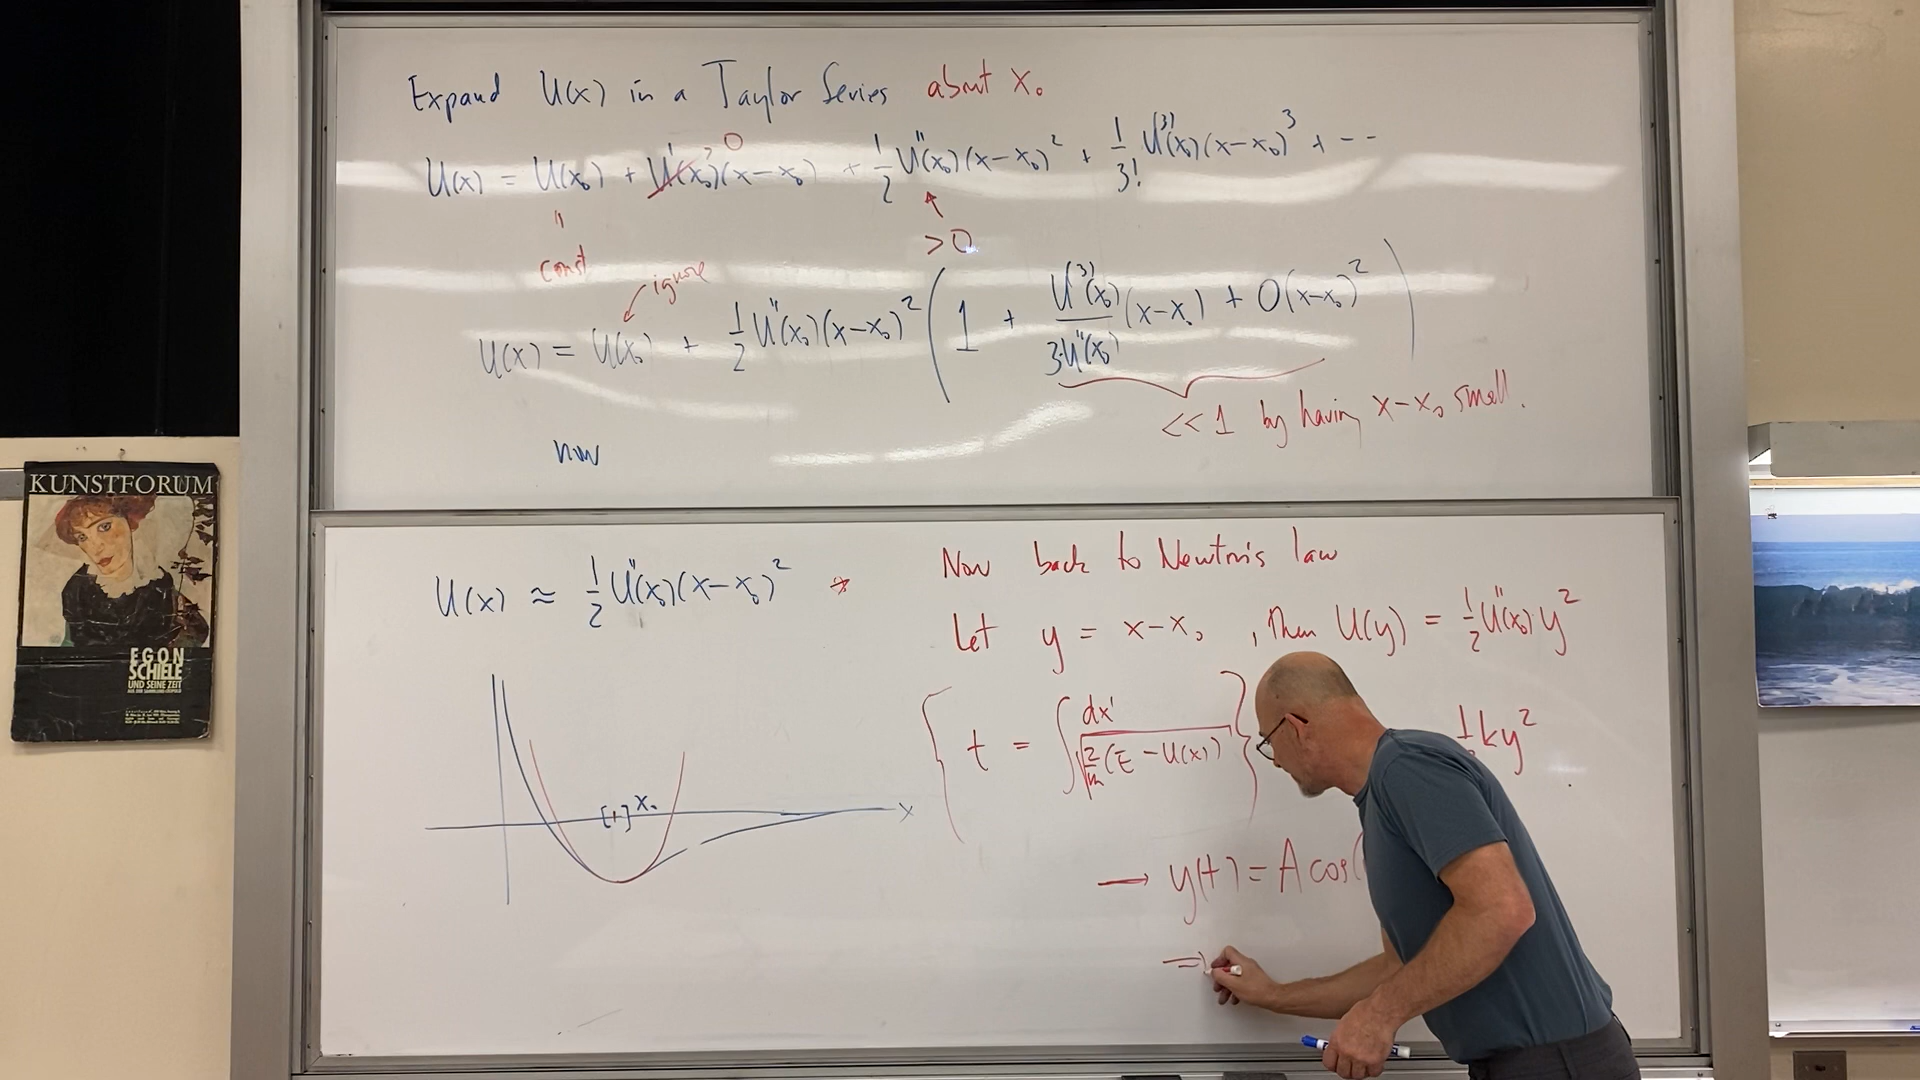 Expand U(x) in a Taylor Series about x₀
0
U(x) = U(x₀) + U'(x₀)(x-x₀) + 1/2 U''(x₀)(x-x₀)² + 1/3! U⁽³⁾(x₀)(x-x₀)³ + --
"
const
>0
ignore
U(x) = U(x₀) + 1/2 U''(x₀)(x-x₀)² (1 + U⁽³⁾(x₀)/3·U''(x₀) (x-x₀) + O(x-x₀)²)
<< 1 by having x-x₀ small.
now
U(x) ≈ 1/2 U''(x₀)(x-x₀)² *
x₀
x
Now back to Newton's law
Let y = x-x₀, then U(y) = 1/2 U''(x₀)·y²
{ t = ∫ dx' / √(2/m (E - U(x))) }
ky²
→ y(t) = A cos(
⇒
KUNSTFORUM
EGON
SCHIELE
UND SEINE ZEIT